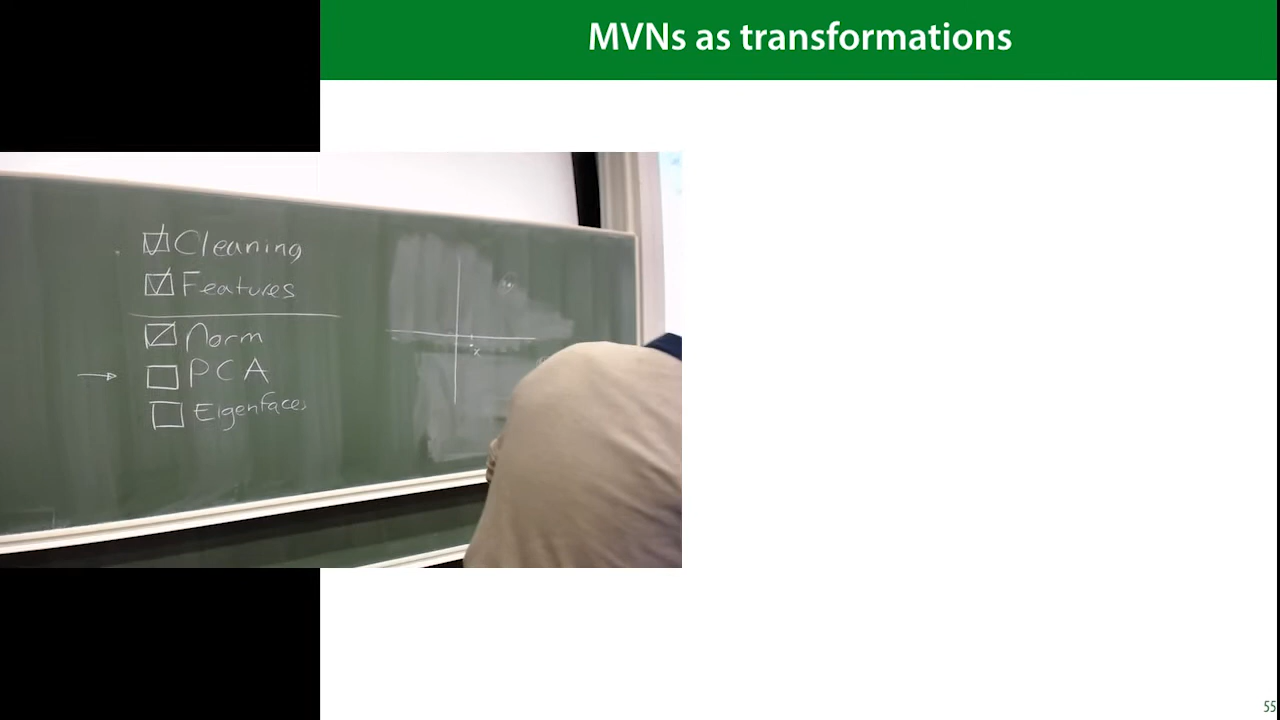 MVNs as transformations
Cleaning
Features
Norm
PCA
Eigenfaces
x
55